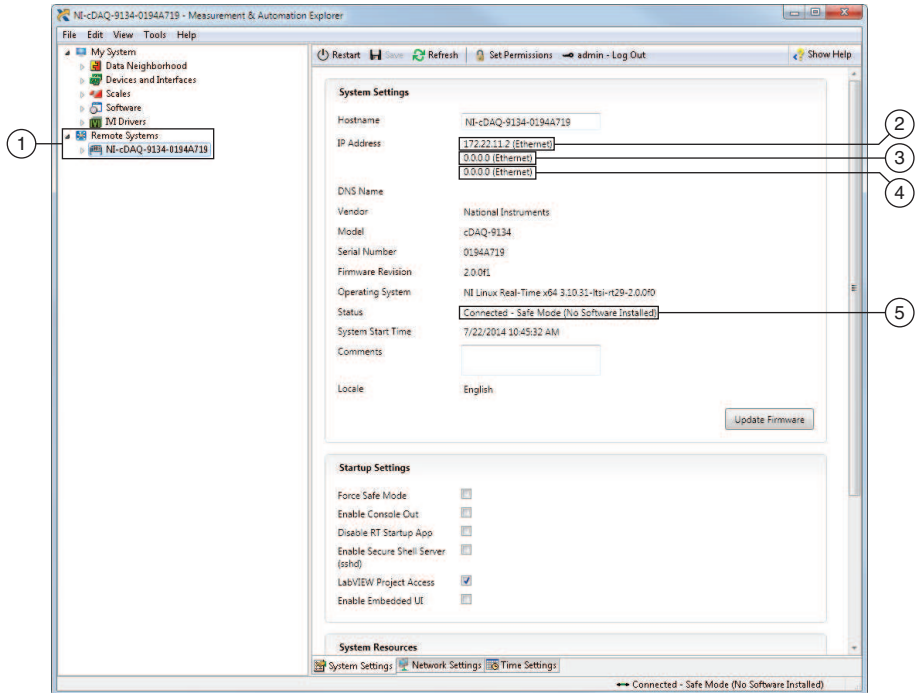 NI-cDAQ-9134-0194A719 - Measurement & Automation Explorer
File Edit View Tools Help
My System
Data Neighborhood
Devices and Interfaces
Scales
Software
IVI Drivers
Remote Systems
NI-cDAQ-9134-0194A719
1
Restart Save Refresh Set Permissions admin - Log Out Show Help
System Settings
Hostname NI-cDAQ-9134-0194A719
IP Address 172.22.11.2 (Ethernet)
0.0.0.0 (Ethernet)
0.0.0.0 (Ethernet)
2
3
4
DNS Name
Vendor National Instruments
Model cDAQ-9134
Serial Number 0194A719
Firmware Revision 2.0.0f1
Operating System NI Linux Real-Time x64 3.10.31-ltsi-rt29-2.0.0f0
Status Connected - Safe Mode (No Software Installed)
5
System Start Time 7/22/2014 10:45:32 AM
Comments
Locale English
Update Firmware
Startup Settings
Force Safe Mode
Enable Console Out
Disable RT Startup App
Enable Secure Shell Server
(sshd)
LabVIEW Project Access
Enable Embedded UI
System Resources
System Settings Network Settings Time Settings
Connected - Safe Mode (No Software Installed)